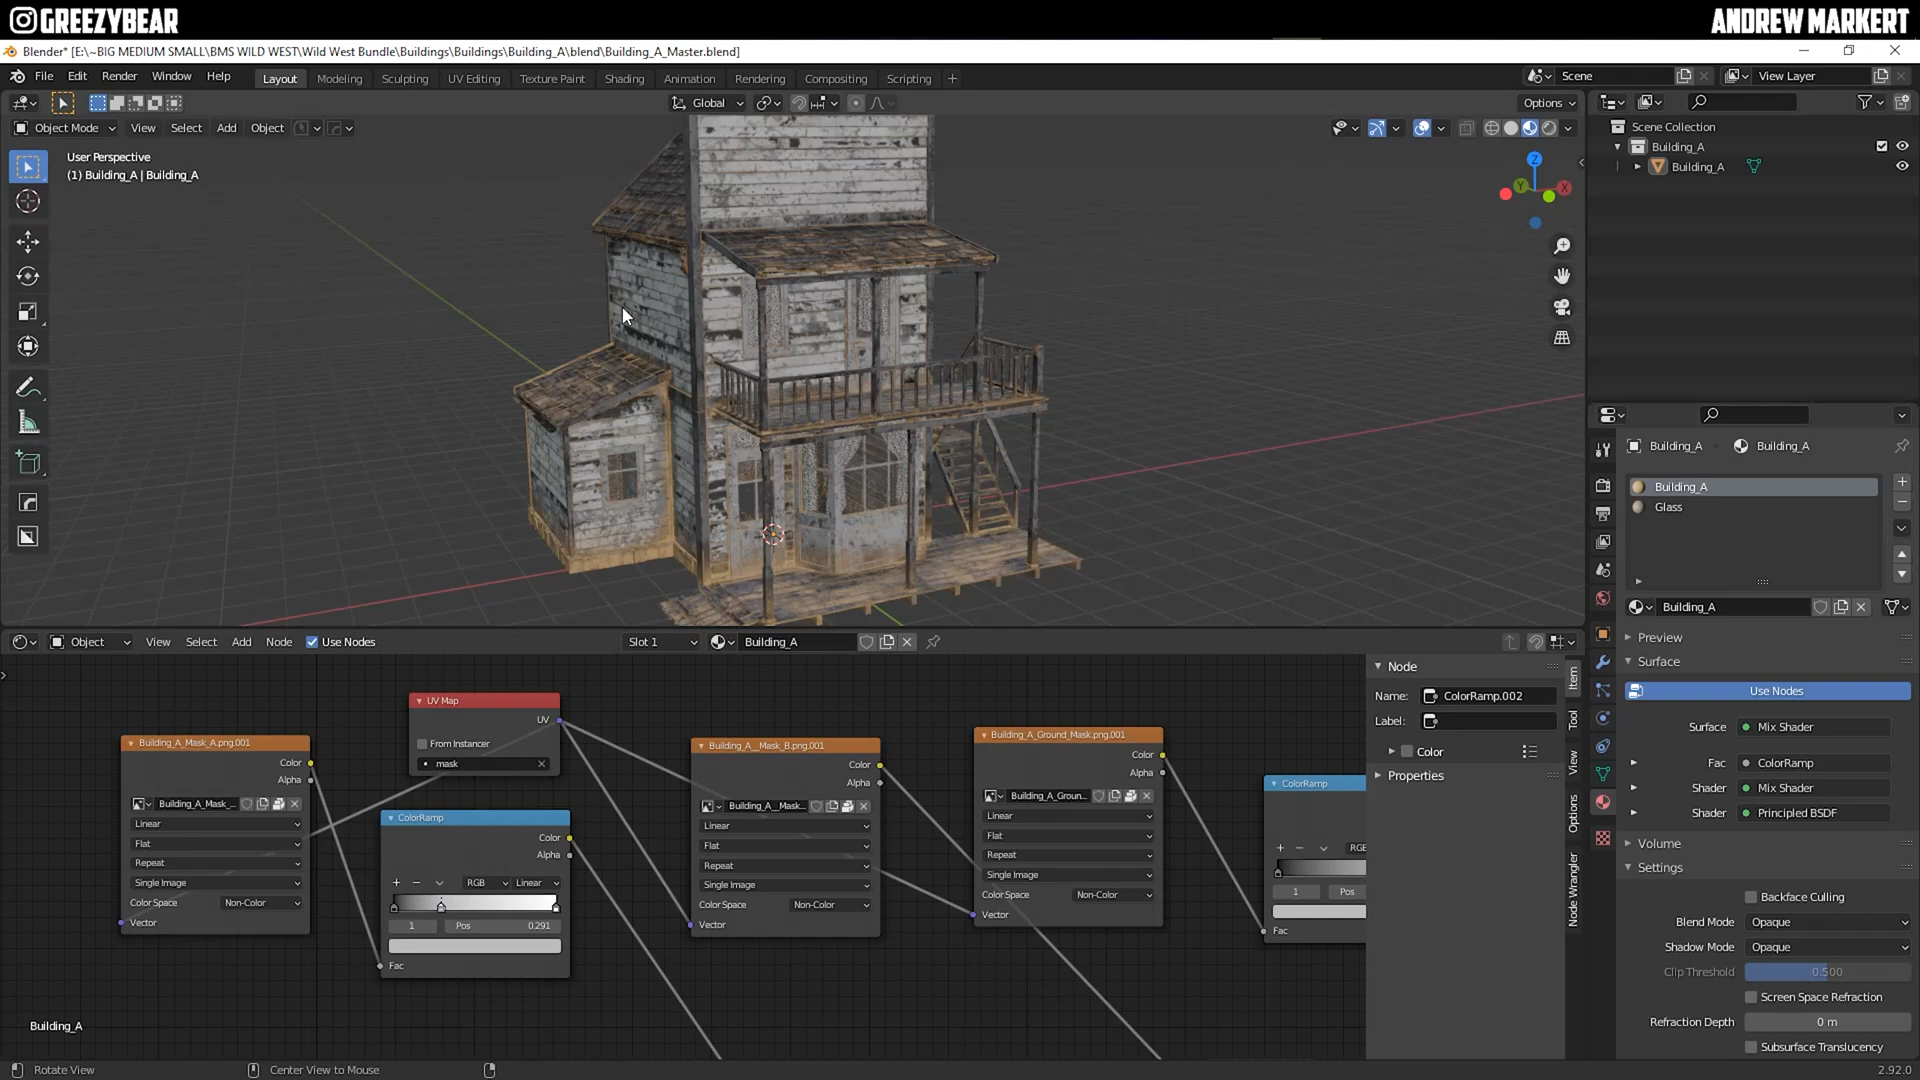 GREEZYBEAR
ANDREW MARKERT
Blender* [E:\~BIG MEDIUM SMALL\BMS WILD WEST\Wild West Bundle\Buildings\Buildings\Building_A\blend\Building_A_Master.blend]
File Edit Render Window Help Layout Modeling Sculpting UV Editing Texture Paint Shading Animation Rendering Compositing Scripting +
Scene
View Layer
Global
Options
Object Mode View Select Add Object
User Perspective
(1) Building_A | Building_A
Z
Y
X
Scene Collection
Building_A
Building_A
Building_A
Building_A
Building_A
Glass
Building_A
Preview
Surface
Use Nodes
Surface Mix Shader
Fac ColorRamp
Shader Mix Shader
Shader Principled BSDF
Volume
Settings
Backface Culling
Blend Mode Opaque
Shadow Mode Opaque
Clip Threshold 0.500
Screen Space Refraction
Refraction Depth 0 m
Subsurface Translucency
Object View Select Add Node Use Nodes Slot 1 Building_A
Building_A_Mask_A.png.001
Color
Alpha
Building_A_Mask_...
Linear
Flat
Repeat
Single Image
Color Space Non-Color
Vector
UV Map
UV
From Instancer
mask
ColorRamp
Color
Alpha
RGB Linear
1 Pos 0.291
Fac
Building_A__Mask_B.png.001
Color
Alpha
Building_A__Mask...
Linear
Flat
Repeat
Single Image
Color Space Non-Color
Vector
Building_A_Ground_Mask.png.001
Color
Alpha
Building_A_Groun...
Linear
Flat
Repeat
Single Image
Color Space Non-Color
Vector
ColorRamp
RGB
1 Pos
Fac
Node
Name: ColorRamp.002
Label:
Color
Properties
Item
Tool
View
Options
Node Wrangler
Building_A
Rotate View
Center View to Mouse
2.92.0